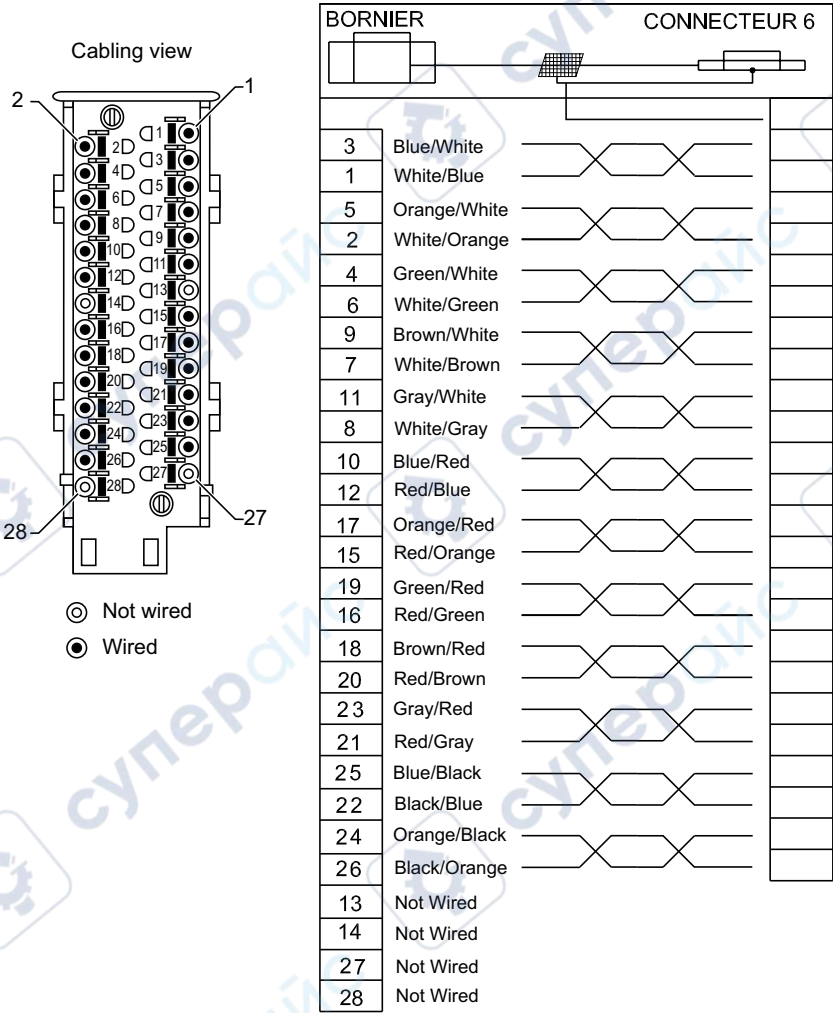 Cabling view
2
1
1
2
3
4
5
6
7
8
9
10
11
12
13
14
15
16
17
18
19
20
21
22
23
24
25
26
27
28
28
27
Not wired
Wired
BORNIER CONNECTEUR 6
3 Blue/White
1 White/Blue
5 Orange/White
2 White/Orange
4 Green/White
6 White/Green
9 Brown/White
7 White/Brown
11 Gray/White
8 White/Gray
10 Blue/Red
12 Red/Blue
17 Orange/Red
15 Red/Orange
19 Green/Red
16 Red/Green
18 Brown/Red
20 Red/Brown
23 Gray/Red
21 Red/Gray
25 Blue/Black
22 Black/Blue
24 Orange/Black
26 Black/Orange
13 Not Wired
14 Not Wired
27 Not Wired
28 Not Wired
суперайс
суперайс
суперайс
суперайс